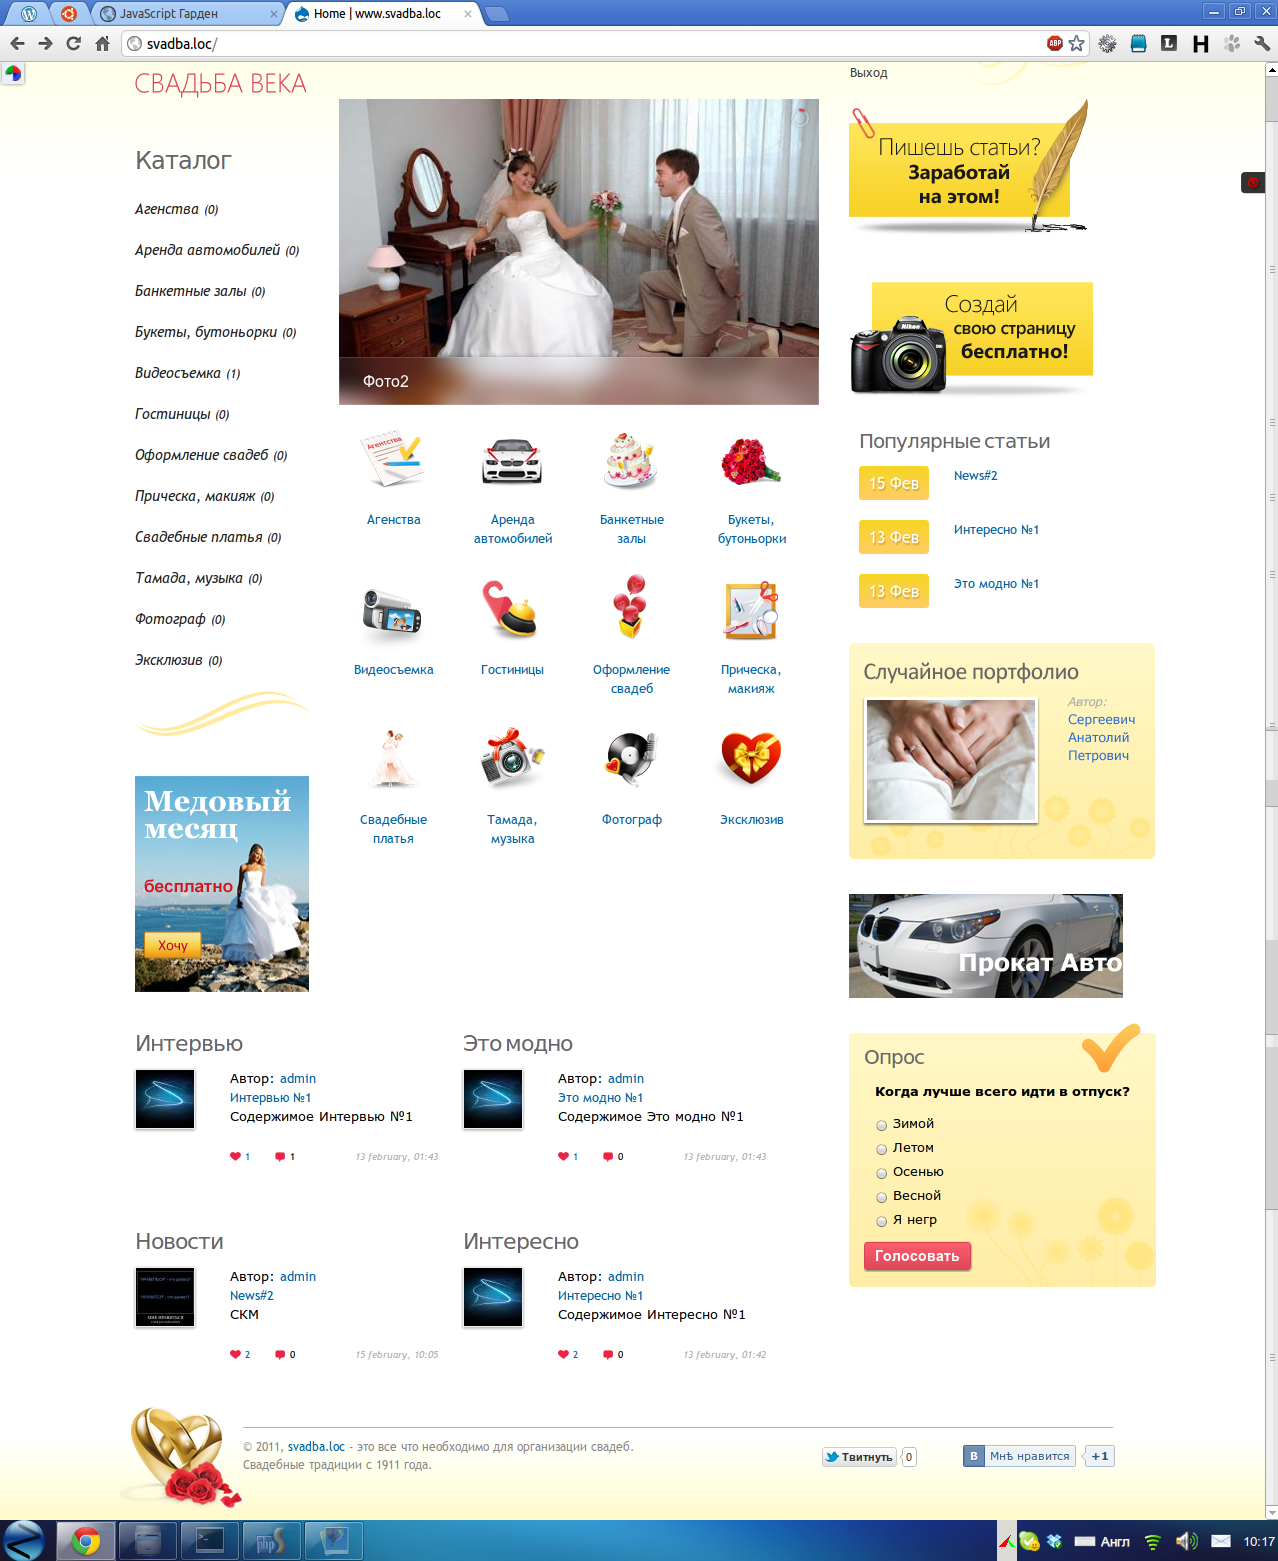 JavaScript Гарден
Home | www.svadba.loc
svadba.loc/
ABP
L
H
СВАДЬБА ВЕКА
Выход
Каталог
Агенства (0)
Аренда автомобилей (0)
Банкетные залы (0)
Букеты, бутоньорки (0)
Видеосъемка (1)
Гостиницы (0)
Оформление свадеб (0)
Прическа, макияж (0)
Свадебные платья (0)
Тамада, музыка (0)
Фотограф (0)
Эксклюзив (0)
Медовый
месяц
бесплатно
Хочу
Фото2
Агентства
Агенства
Аренда
автомобилей
Банкетные
залы
Букеты,
бутоньорки
Видеосъемка
Гостиницы
Оформление
свадеб
Прическа,
макияж
Свадебные
платья
Тамада,
музыка
Фотограф
Эксклюзив
Пишешь статьи?
Заработай
на этом!
Создай
свою страницу
бесплатно!
Nikon
Популярные статьи
15 Фев
News#2
13 Фев
Интересно №1
13 Фев
Это модно №1
Случайное портфолио
Автор:
Сергеевич
Анатолий
Петрович
Прокат Авто
Интервью
Автор: admin
Интервью №1
Содержимое Интервью №1
1 1 13 february, 01:43
Это модно
Автор: admin
Это модно №1
Содержимое Это модно №1
1 0 13 february, 01:43
Новости
Автор: admin
News#2
СКМ
2 0 15 february, 10:05
Интересно
Автор: admin
Интересно №1
Содержимое Интересно №1
2 0 13 february, 01:42
Опрос
Когда лучше всего идти в отпуск?
Зимой
Летом
Осенью
Весной
Я негр
Голосовать
© 2011, svadba.loc - это все что необходимо для организации свадеб.
Свадебные традиции с 1911 года.
Твитнуть 0
В Мнѣ нравится +1
php
Англ
10:17